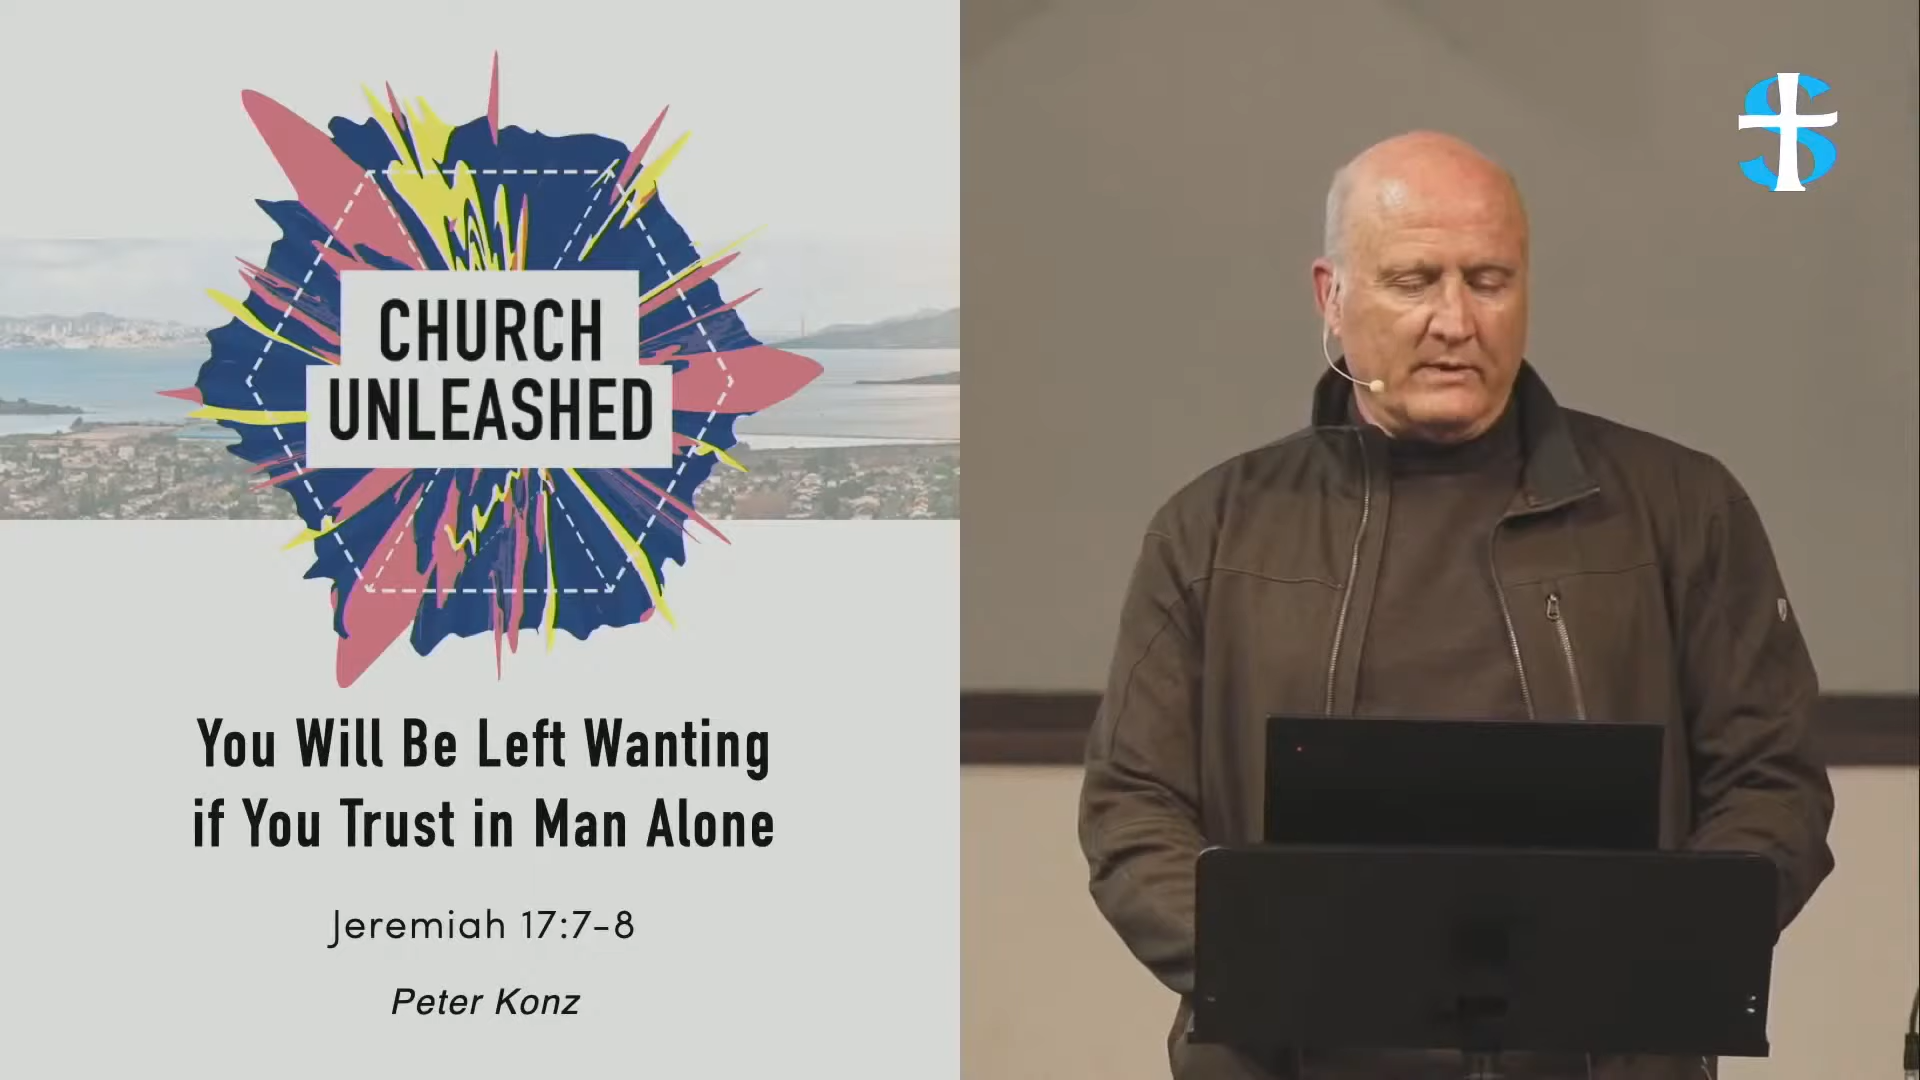 CHURCH
UNLEASHED
You Will Be Left Wanting
if You Trust in Man Alone
Jeremiah 17:7-8
Peter Konz